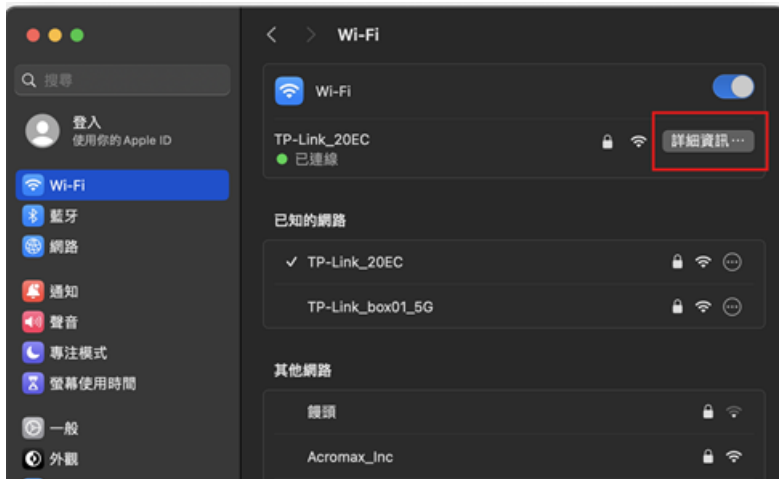 Wi-Fi
搜尋
登入
使用你的 Apple ID
Wi-Fi
藍牙
網路
通知
聲音
專注模式
螢幕使用時間
一般
外觀
Wi-Fi
TP-Link_20EC
已連線
詳細資訊...
已知的網路
TP-Link_20EC
TP-Link_box01_5G
其他網路
饅頭
Acromax_Inc